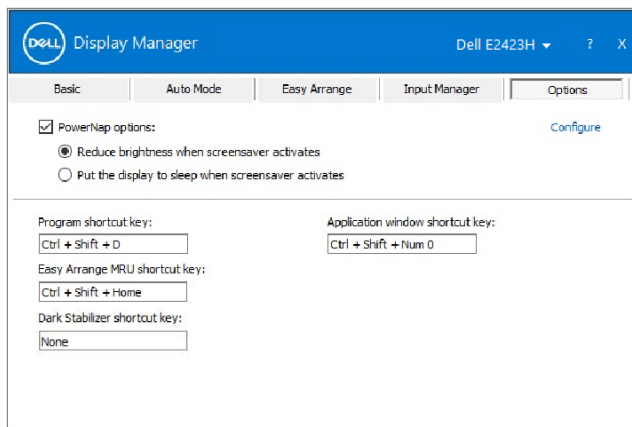 DELL Display Manager Dell E2423H ? X
Basic Auto Mode Easy Arrange Input Manager Options
PowerNap options: Configure
Reduce brightness when screensaver activates
Put the display to sleep when screensaver activates
Program shortcut key: Application window shortcut key:
Ctrl + Shift + D Ctrl + Shift + Num 0
Easy Arrange MRU shortcut key:
Ctrl + Shift + Home
Dark Stabilizer shortcut key:
None